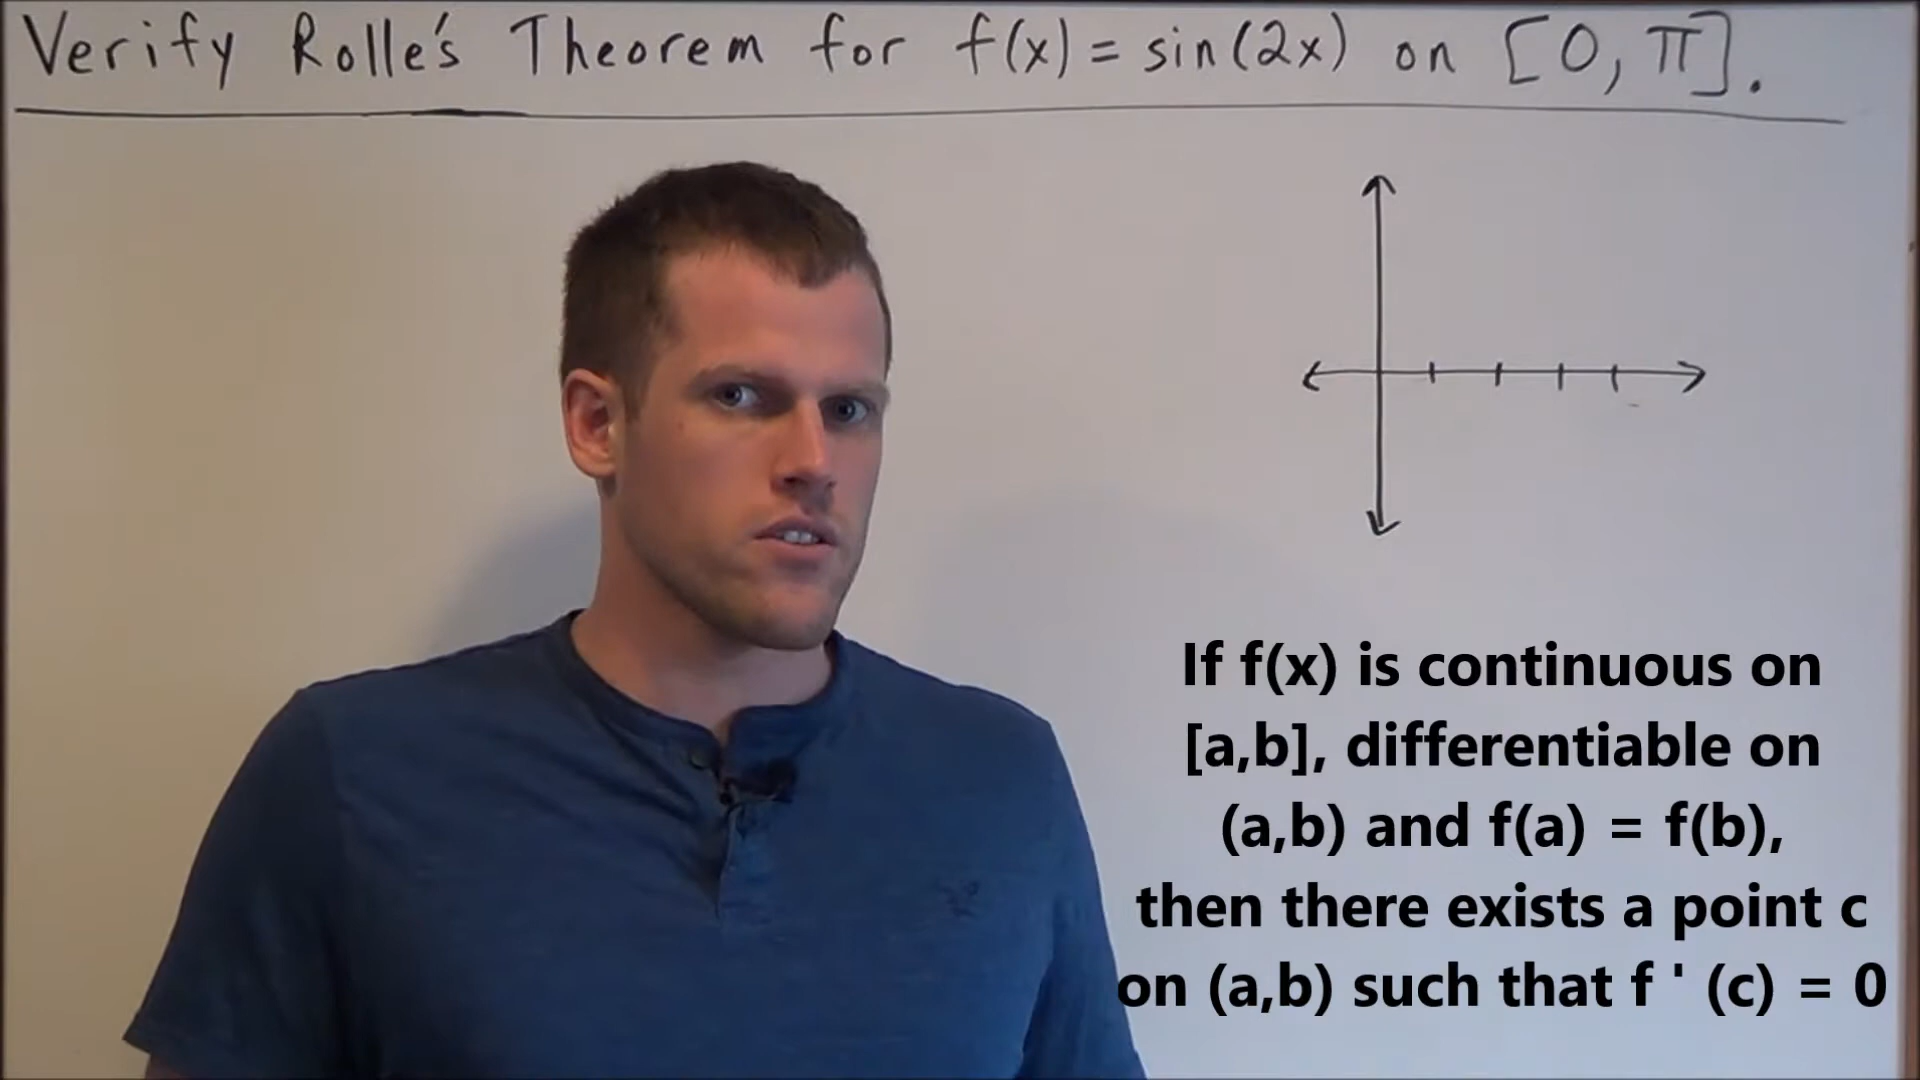 Verify Rolle's Theorem for f(x) = sin(2x) on [0, π].
If f(x) is continuous on
[a,b], differentiable on
(a,b) and f(a) = f(b),
then there exists a point c
on (a,b) such that f ' (c) = 0